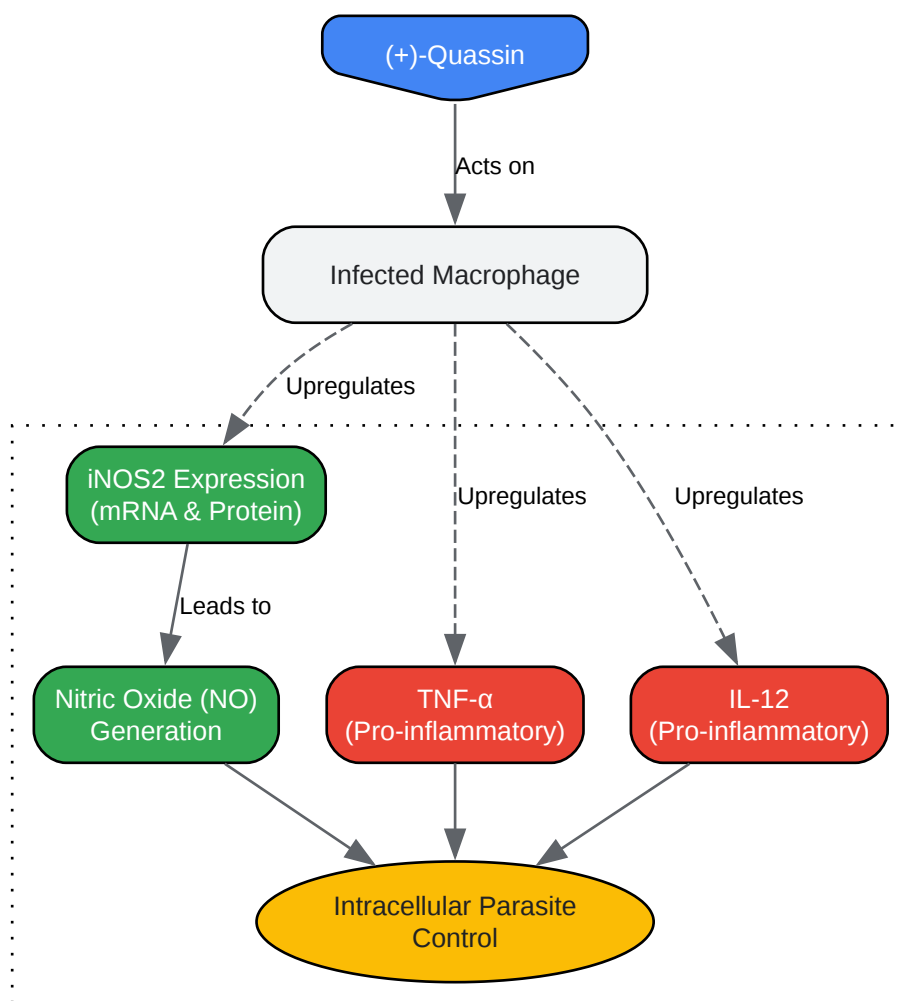 (+)-Quassin
Acts on
Infected Macrophage
Upregulates
iNOS2 Expression
(mRNA & Protein)
Upregulates
Upregulates
Leads to
Nitric Oxide (NO)
Generation
TNF-α
(Pro-inflammatory)
IL-12
(Pro-inflammatory)
Intracellular Parasite
Control